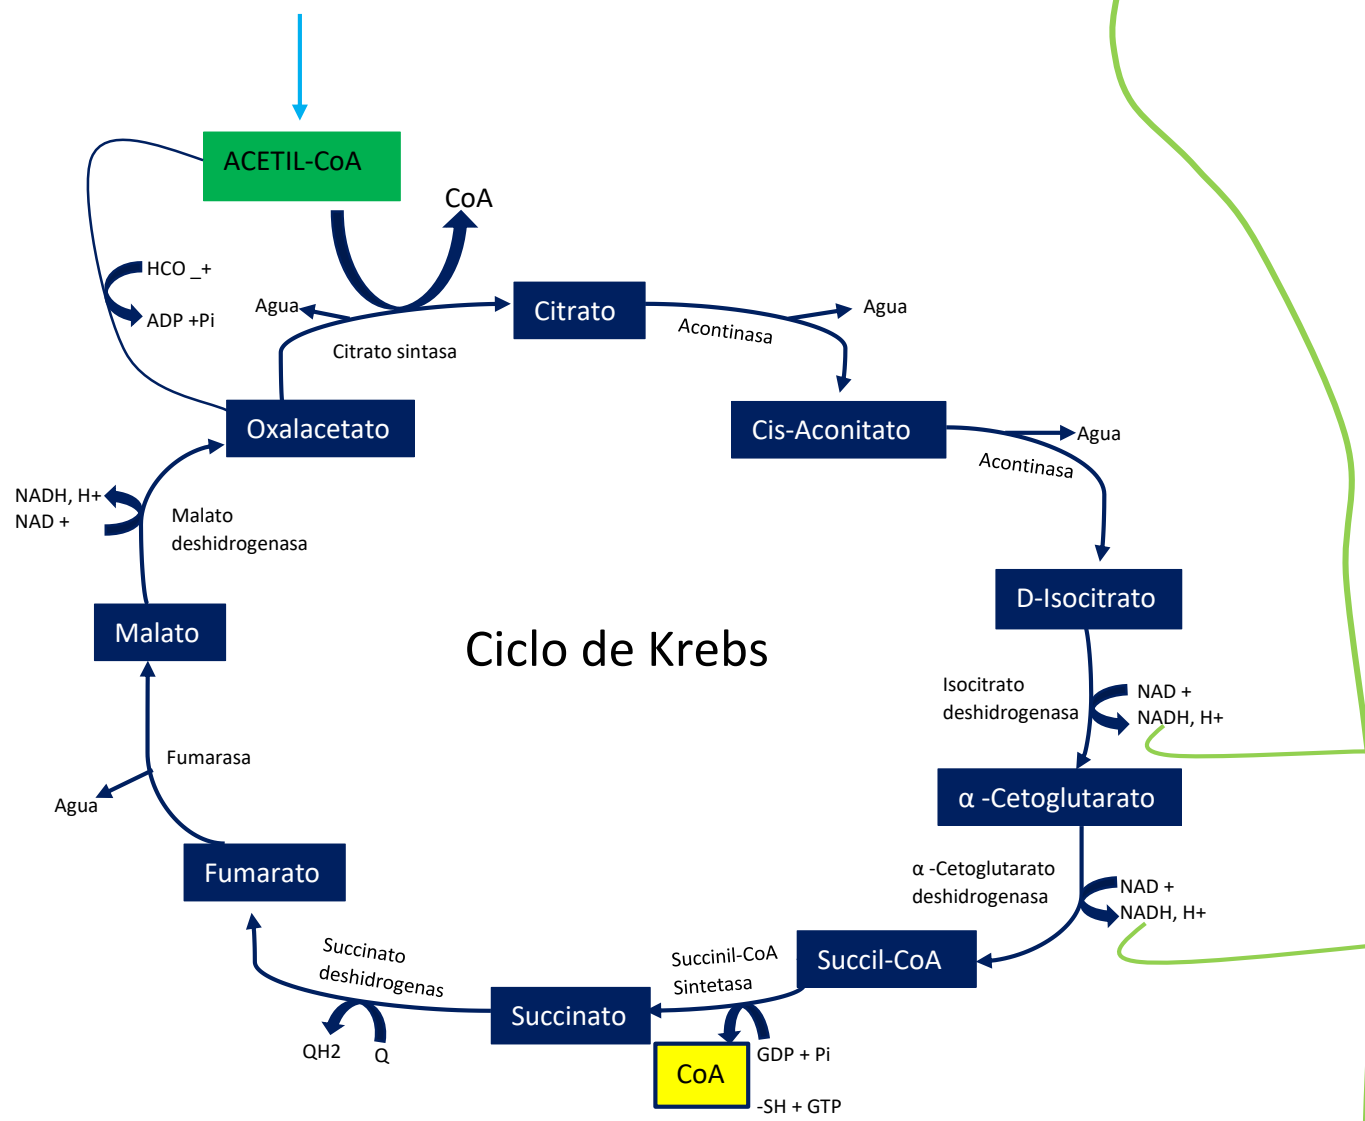 ACETIL-CoA
CoA
HCO _+
ADP +Pi
Agua
Citrato sintasa
Citrato
Acontinasa
Agua
Oxalacetato
Cis-Aconitato
Agua
Acontinasa
NADH, H+
NAD +
Malato
deshidrogenasa
D-Isocitrato
Malato
Ciclo de Krebs
Isocitrato
deshidrogenasa
NAD +
NADH, H+
Fumarasa
Agua
α -Cetoglutarato
Fumarato
α -Cetoglutarato
deshidrogenasa
NAD +
NADH, H+
Succinato
deshidrogenas
Succinil-CoA
Sintetasa
Succil-CoA
Succinato
QH2
Q
GDP + Pi
CoA
-SH + GTP